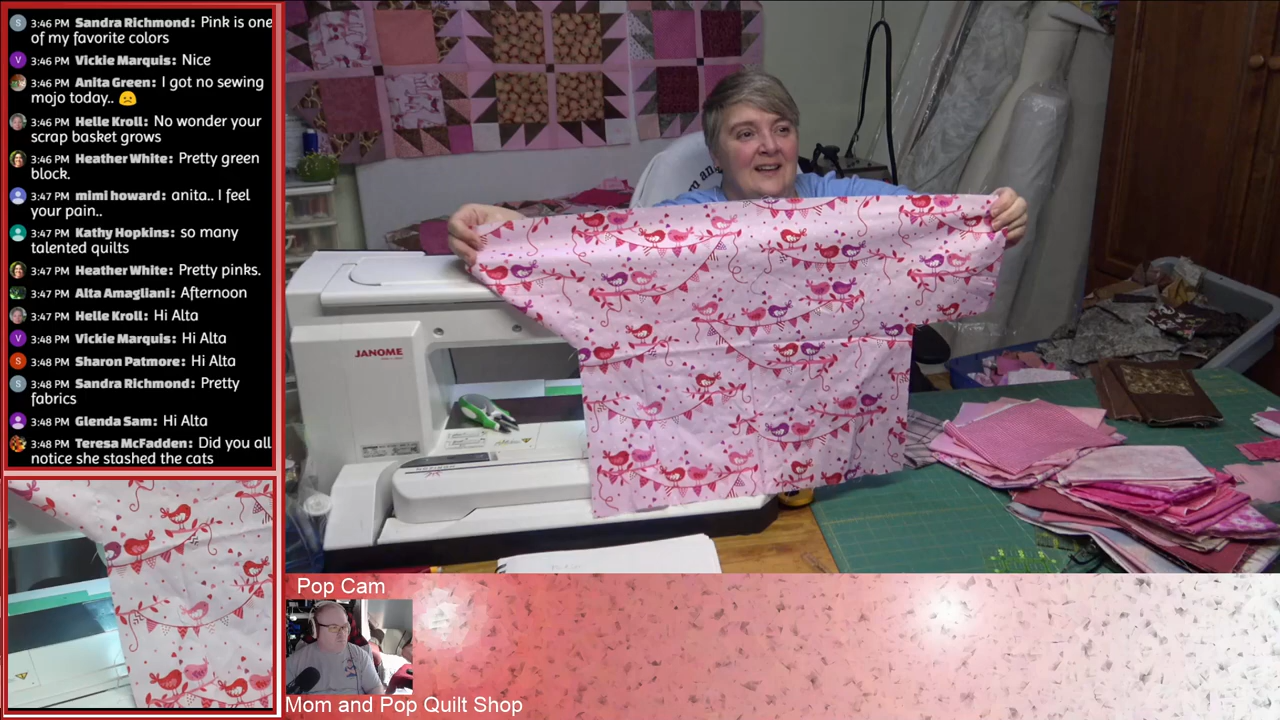 3:46 PM Sandra Richmond: Pink is one
of my favorite colors
V 3:46 PM Vickie Marquis: Nice
3:46 PM Anita Green: I got no sewing
mojo today.. ☹️
3:46 PM Helle Kroll: No wonder your
scrap basket grows
3:46 PM Heather White: Pretty green
block.
3:47 PM mimi howard: anita.. I feel
your pain..
3:47 PM Kathy Hopkins: so many
talented quilts
3:47 PM Heather White: Pretty pinks.
3:47 PM Alta Amagliani: Afternoon
3:47 PM Helle Kroll: Hi Alta
V 3:48 PM Vickie Marquis: Hi Alta
S 3:48 PM Sharon Patmore: Hi Alta
S 3:48 PM Sandra Richmond: Pretty
fabrics
3:48 PM Glenda Sam: Hi Alta
3:48 PM Teresa McFadden: Did you all
notice she stashed the cats
JANOME
Pop Cam
Mom and Pop Quilt Shop